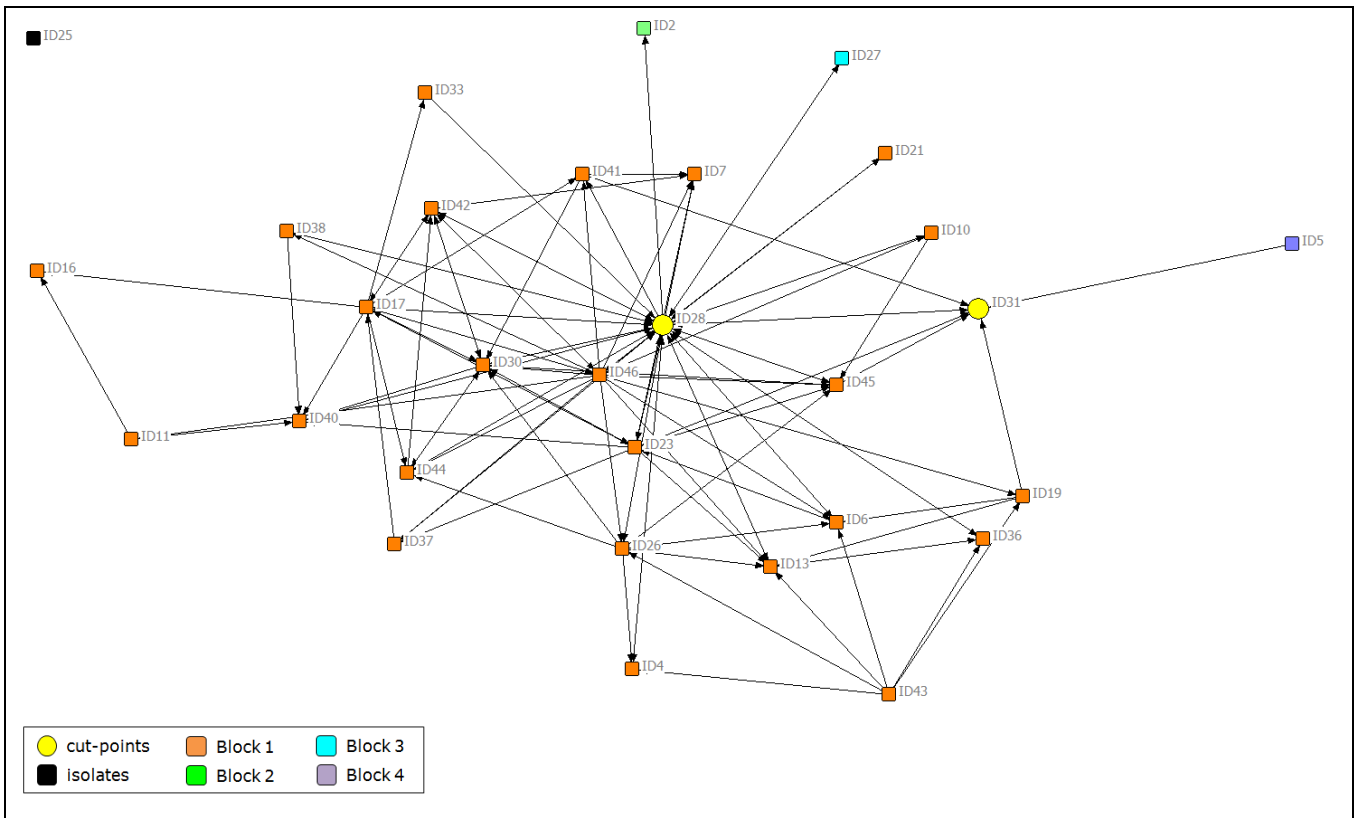 ID2
ID25
ID27
ID33
ID21
ID41
ID7
ID42
ID38
ID10
ID5
ID16
ID17
ID31
ID28
ID30
ID46
ID45
ID40
ID11
ID23
ID44
ID19
ID6
ID36
ID37
ID26
ID13
ID4
ID43
cut-points Block 1 Block 3
isolates Block 2 Block 4